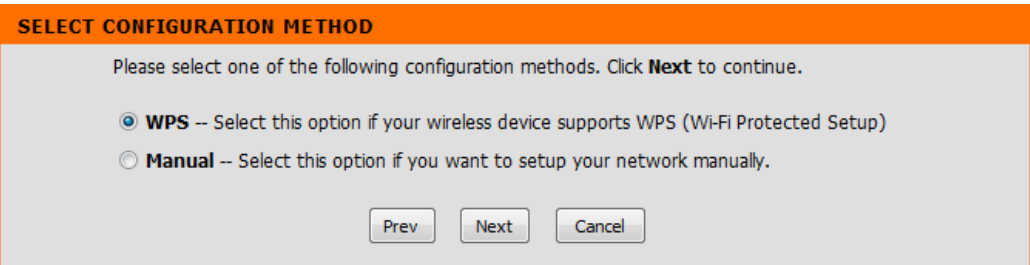 SELECT CONFIGURATION METHOD
Please select one of the following configuration methods. Click Next to continue.
WPS -- Select this option if your wireless device supports WPS (Wi-Fi Protected Setup)
Manual -- Select this option if you want to setup your network manually.
Prev Next Cancel